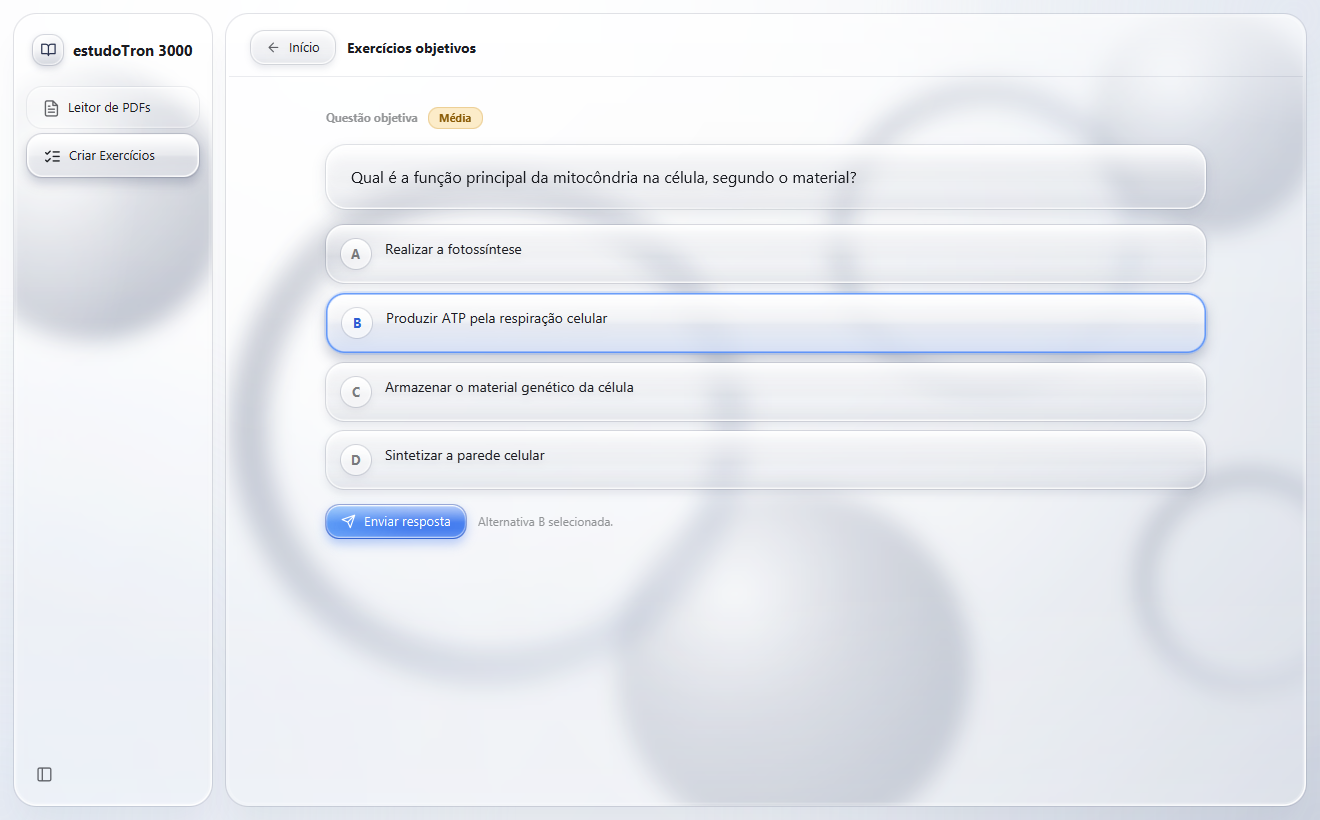 estudoTron 3000
Leitor de PDFs
Criar Exercícios
Início
Exercícios objetivos
Questão objetiva
Média
Qual é a função principal da mitocôndria na célula, segundo o material?
A
Realizar a fotossíntese
B
Produzir ATP pela respiração celular
C
Armazenar o material genético da célula
D
Sintetizar a parede celular
Enviar resposta
Alternativa B selecionada.